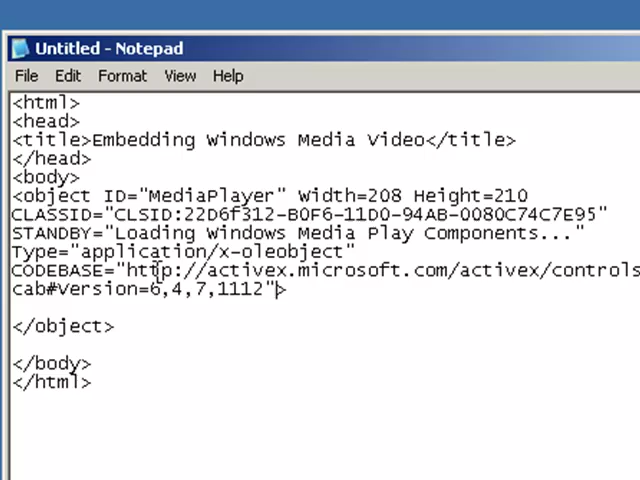 Untitled - Notepad
File Edit Format View Help
<html>
<head>
<title>Embedding Windows Media Video</title>
</head>
<body>
<object ID="MediaPlayer" Width=208 Height=210
CLASSID="CLSID:22D6f312-B0F6-11D0-94AB-0080C74C7E95"
STANDBY="Loading Windows Media Play Components..."
Type="application/x-oleobject"
CODEBASE="http://activex.microsoft.com/activex/controls
cab#Version=6,4,7,1112">
</object>
</body>
</html>